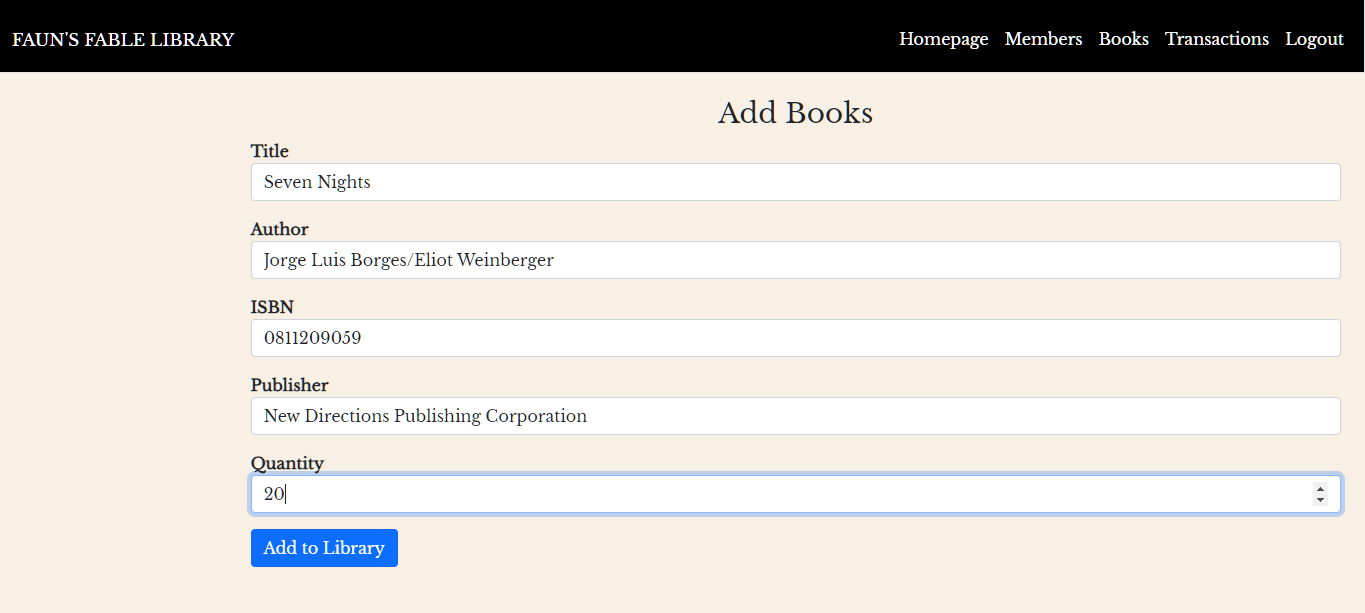 FAUN'S FABLE LIBRARY Homepage Members Books Transactions Logout
Add Books
Title
Seven Nights
Author
Jorge Luis Borges/Eliot Weinberger
ISBN
0811209059
Publisher
New Directions Publishing Corporation
Quantity
20
Add to Library